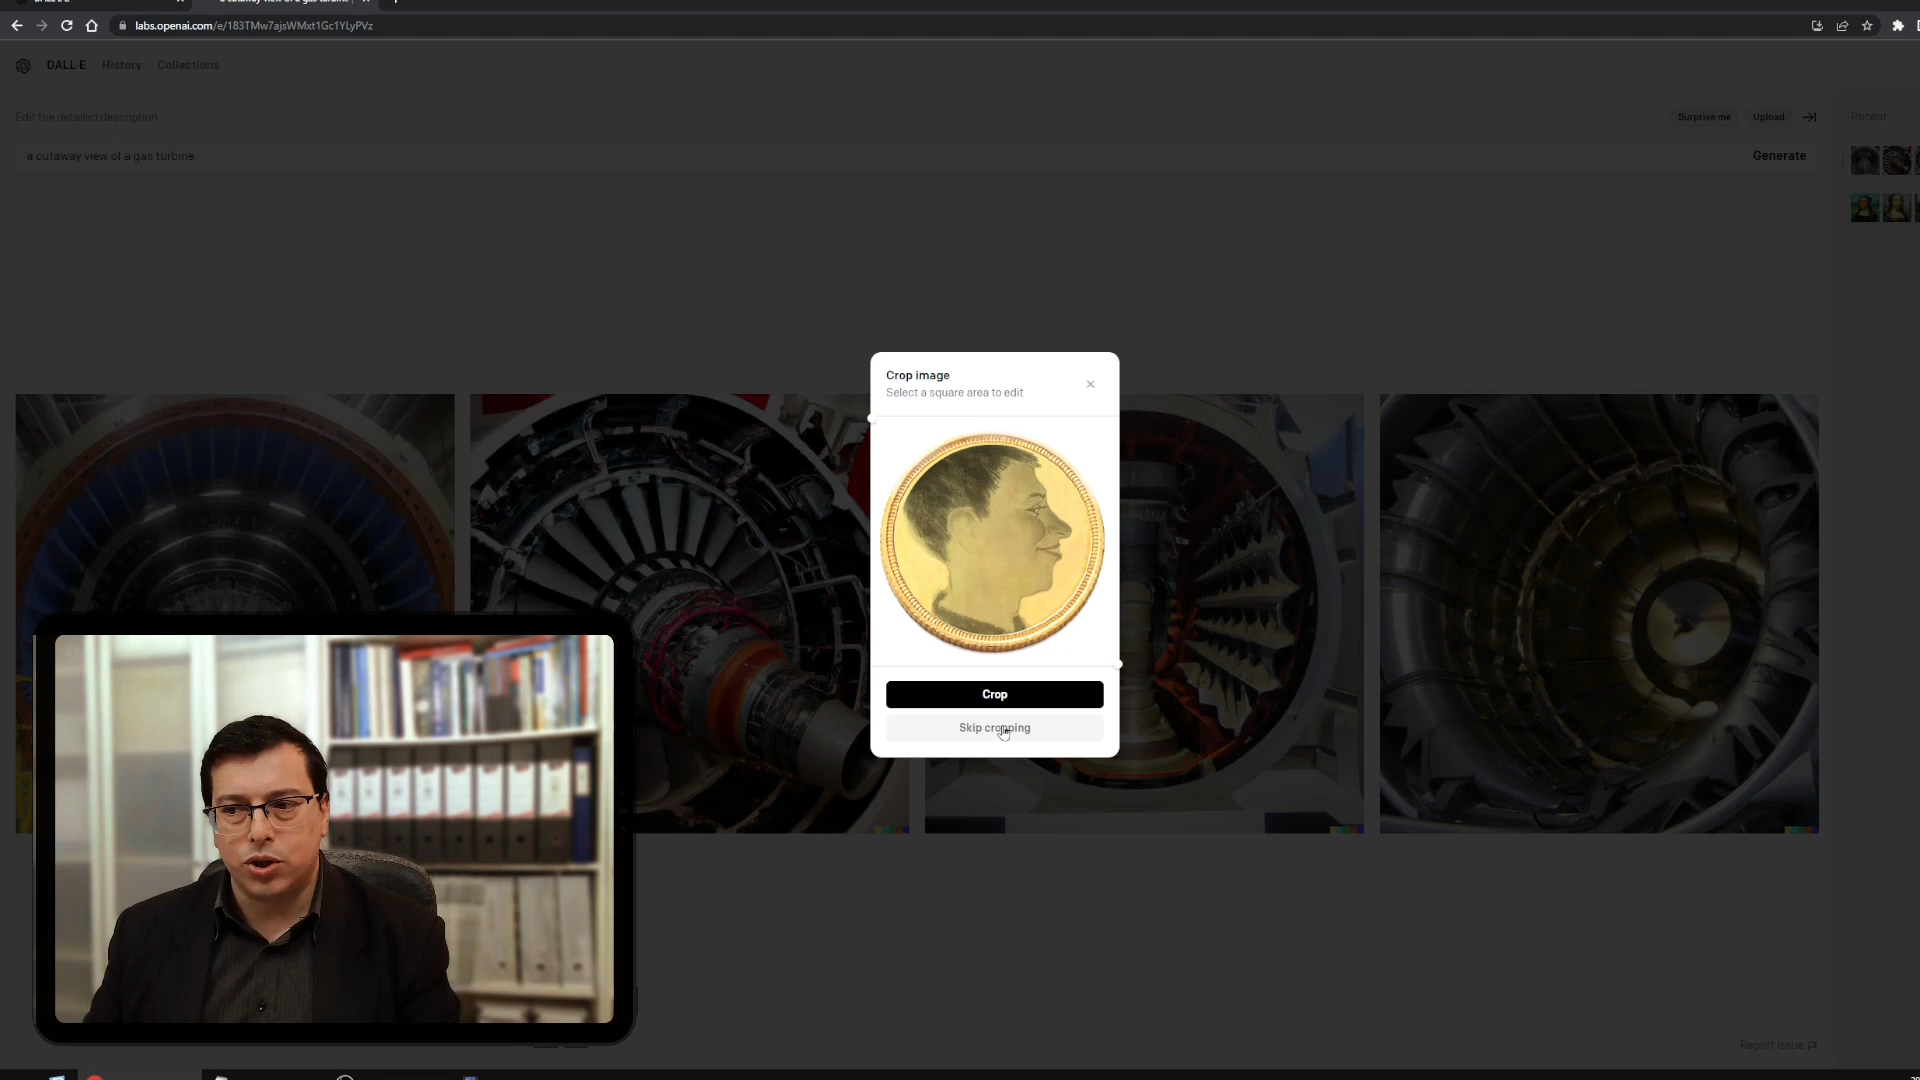 labs.openai.com/e/183TMw7ajsWMxt1Gc1YLyPVz
DALL·E History Collections
Edit the detailed description
Surprise me Upload
Recent
a cutaway view of a gas turbine
Generate
Crop image
Select a square area to edit
Crop
Skip cropping
Report issue